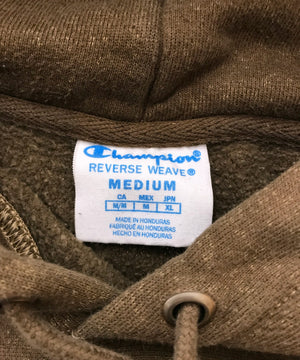 Champion
REVERSE WEAVE®
MEDIUM
CA MEX JPN
M/M M XL
MADE IN HONDURAS
FABRIQUÉ AU HONDURAS
HECHO EN HONDURAS